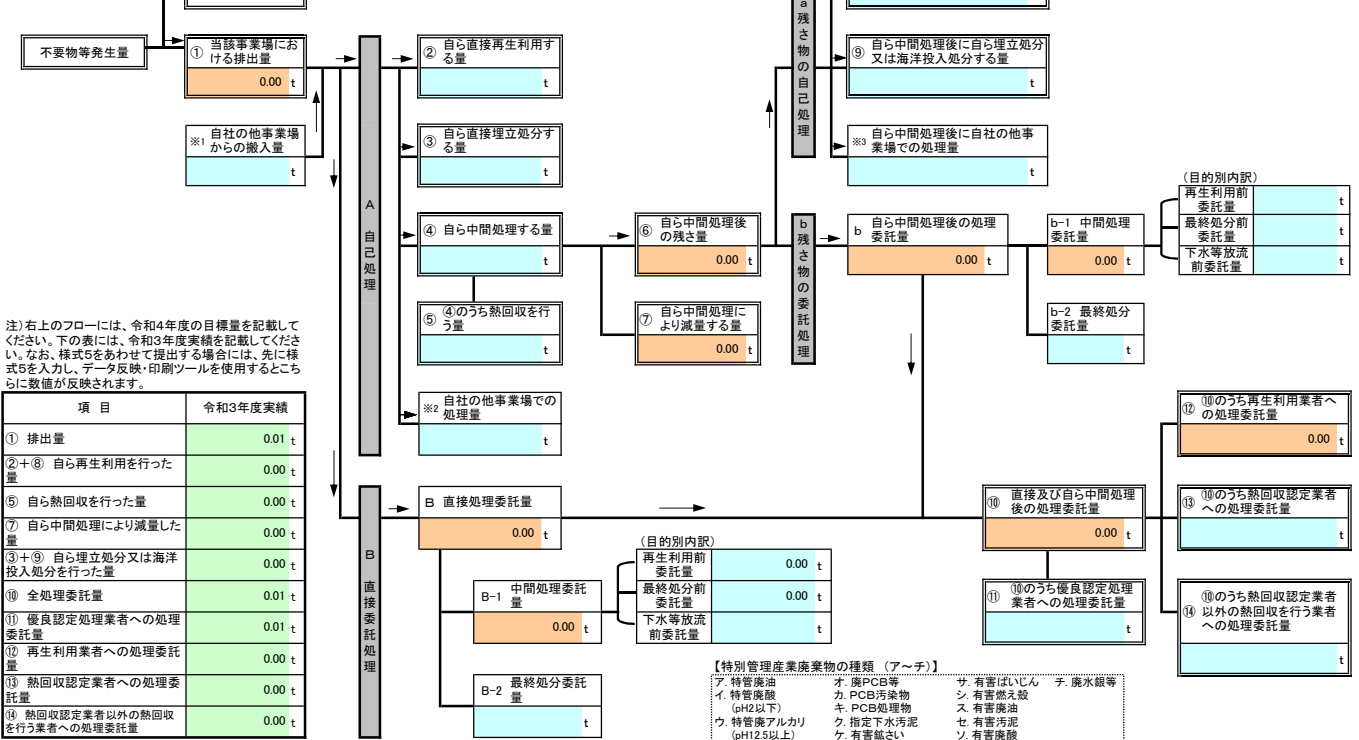 不要物等発生量
① 当該事業場にお
ける排出量
0.00 t
※1 自社の他事業場
からの搬入量
t
A 自己処理
② 自ら直接再生利用す
る量
t
③ 自ら直接埋立処分す
る量
t
④ 自ら中間処理する量
t
⑤ ④のうち熱回収を行
う量
t
※2 自社の他事業場での
処理量
t
⑥ 自ら中間処理後
の残さ量
0.00 t
⑦ 自ら中間処理に
より減量する量
0.00 t
a 残さ物の自己処理
⑨ 自ら中間処理後に自ら埋立処分
又は海洋投入処分する量
t
※3 自ら中間処理後に自社の他事
業場での処理量
t
b 残さ物の委託処理
b 自ら中間処理後の処理
委託量
0.00 t
b-1 中間処理
委託量
0.00 t
b-2 最終処分
委託量
t
(目的別内訳)
再生利用前
委託量 t
最終処分前
委託量 t
下水等放流
前委託量 t
注)右上のフローには、令和4年度の目標量を記載して
ください。下の表には、令和3年度実績を記載してくださ
い。なお、様式5をあわせて提出する場合には、先に様
式5を入力し、データ反映・印刷ツールを使用するとこち
らに数値が反映されます。
項 目 令和3年度実績
① 排出量 0.01 t
②+⑧ 自ら再生利用を行った
量 0.00 t
⑤ 自ら熱回収を行った量 0.00 t
⑦ 自ら中間処理により減量した
量 0.00 t
③+⑨ 自ら埋立処分又は海洋
投入処分を行った量 0.00 t
⑩ 全処理委託量 0.01 t
⑪ 優良認定処理業者への処理
委託量 0.01 t
⑫ 再生利用業者への処理委託
量 0.00 t
⑬ 熱回収認定業者への処理委
託量 0.00 t
⑭ 熱回収認定業者以外の熱回収
を行う業者への処理委託量 0.00 t
B 直接委託処理
B 直接処理委託量
0.00 t
B-1 中間処理委託
量
0.00 t
B-2 最終処分委託
量
t
(目的別内訳)
再生利用前
委託量 0.00 t
最終処分前
委託量 0.00 t
下水等放流
前委託量 t
⑩ 直接及び自ら中間処理
後の処理委託量
0.00 t
⑪ ⑩のうち優良認定処理
業者への処理委託量
t
⑫ ⑩のうち再生利用業者へ
の処理委託量
0.00 t
⑬ ⑩のうち熱回収認定業者
への処理委託量
t
⑭ ⑩のうち熱回収認定業者
以外の熱回収を行う業者
への処理委託量
t
【特別管理産業廃棄物の種類 (ア~チ)】
ア. 特管廃油 オ. 廃PCB等 サ. 有害ばいじん チ. 廃水銀等
イ. 特管廃酸 カ. PCB汚染物 シ. 有害燃え殻
(pH2以下) キ. PCB処理物 ス. 有害廃油
ウ. 特管廃アルカリ ク. 指定下水汚泥 セ. 有害汚泥
(pH12.5以上) ケ. 有害鉱さい ソ. 有害廃酸